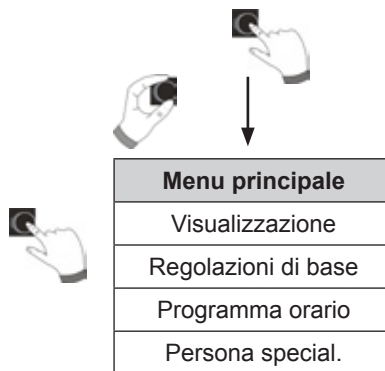 Menu principale
Visualizzazione
Regolazioni di base
Programma orario
Persona special.